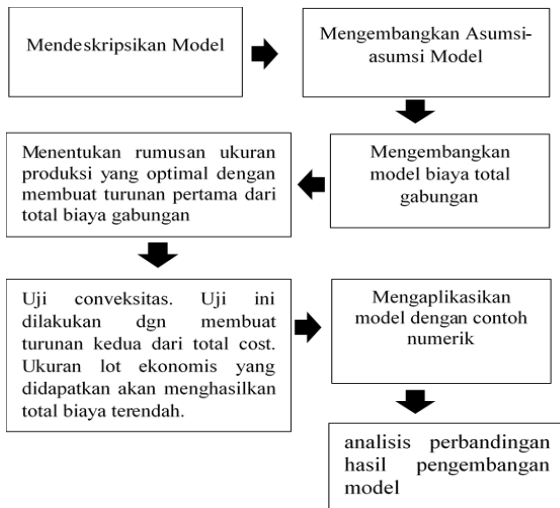 Mendeskripsikan Model
Mengembangkan Asumsi-
asumsi Model
Mengembangkan
model biaya total
gabungan
Menentukan rumusan ukuran
produksi yang optimal dengan
membuat turunan pertama dari
total biaya gabungan
Uji conveksitas. Uji ini
dilakukan dgn membuat
turunan kedua dari total cost.
Ukuran lot ekonomis yang
didapatkan akan menghasilkan
total biaya terendah.
Mengaplikasikan
model dengan contoh
numerik
analisis perbandingan
hasil pengembangan
model